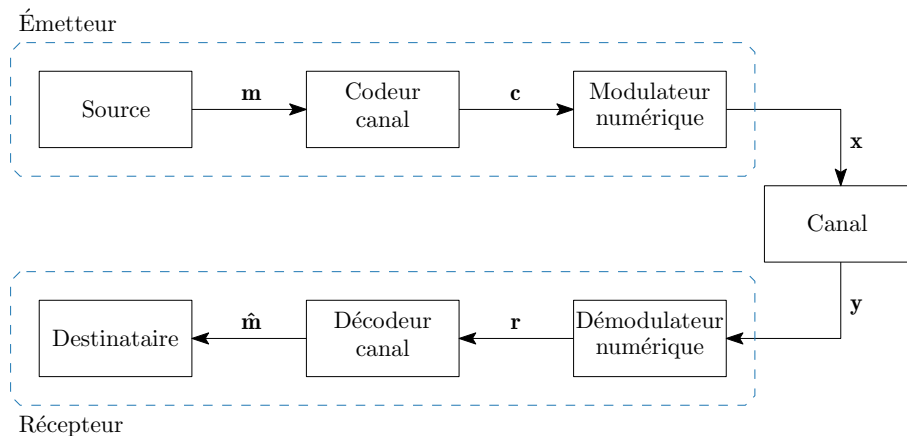 Émetteur
Source
m
Codeur
canal
c
Modulateur
numérique
x
Canal
y
Démodulateur
numérique
r
Décodeur
canal
m̂
Destinataire
Récepteur